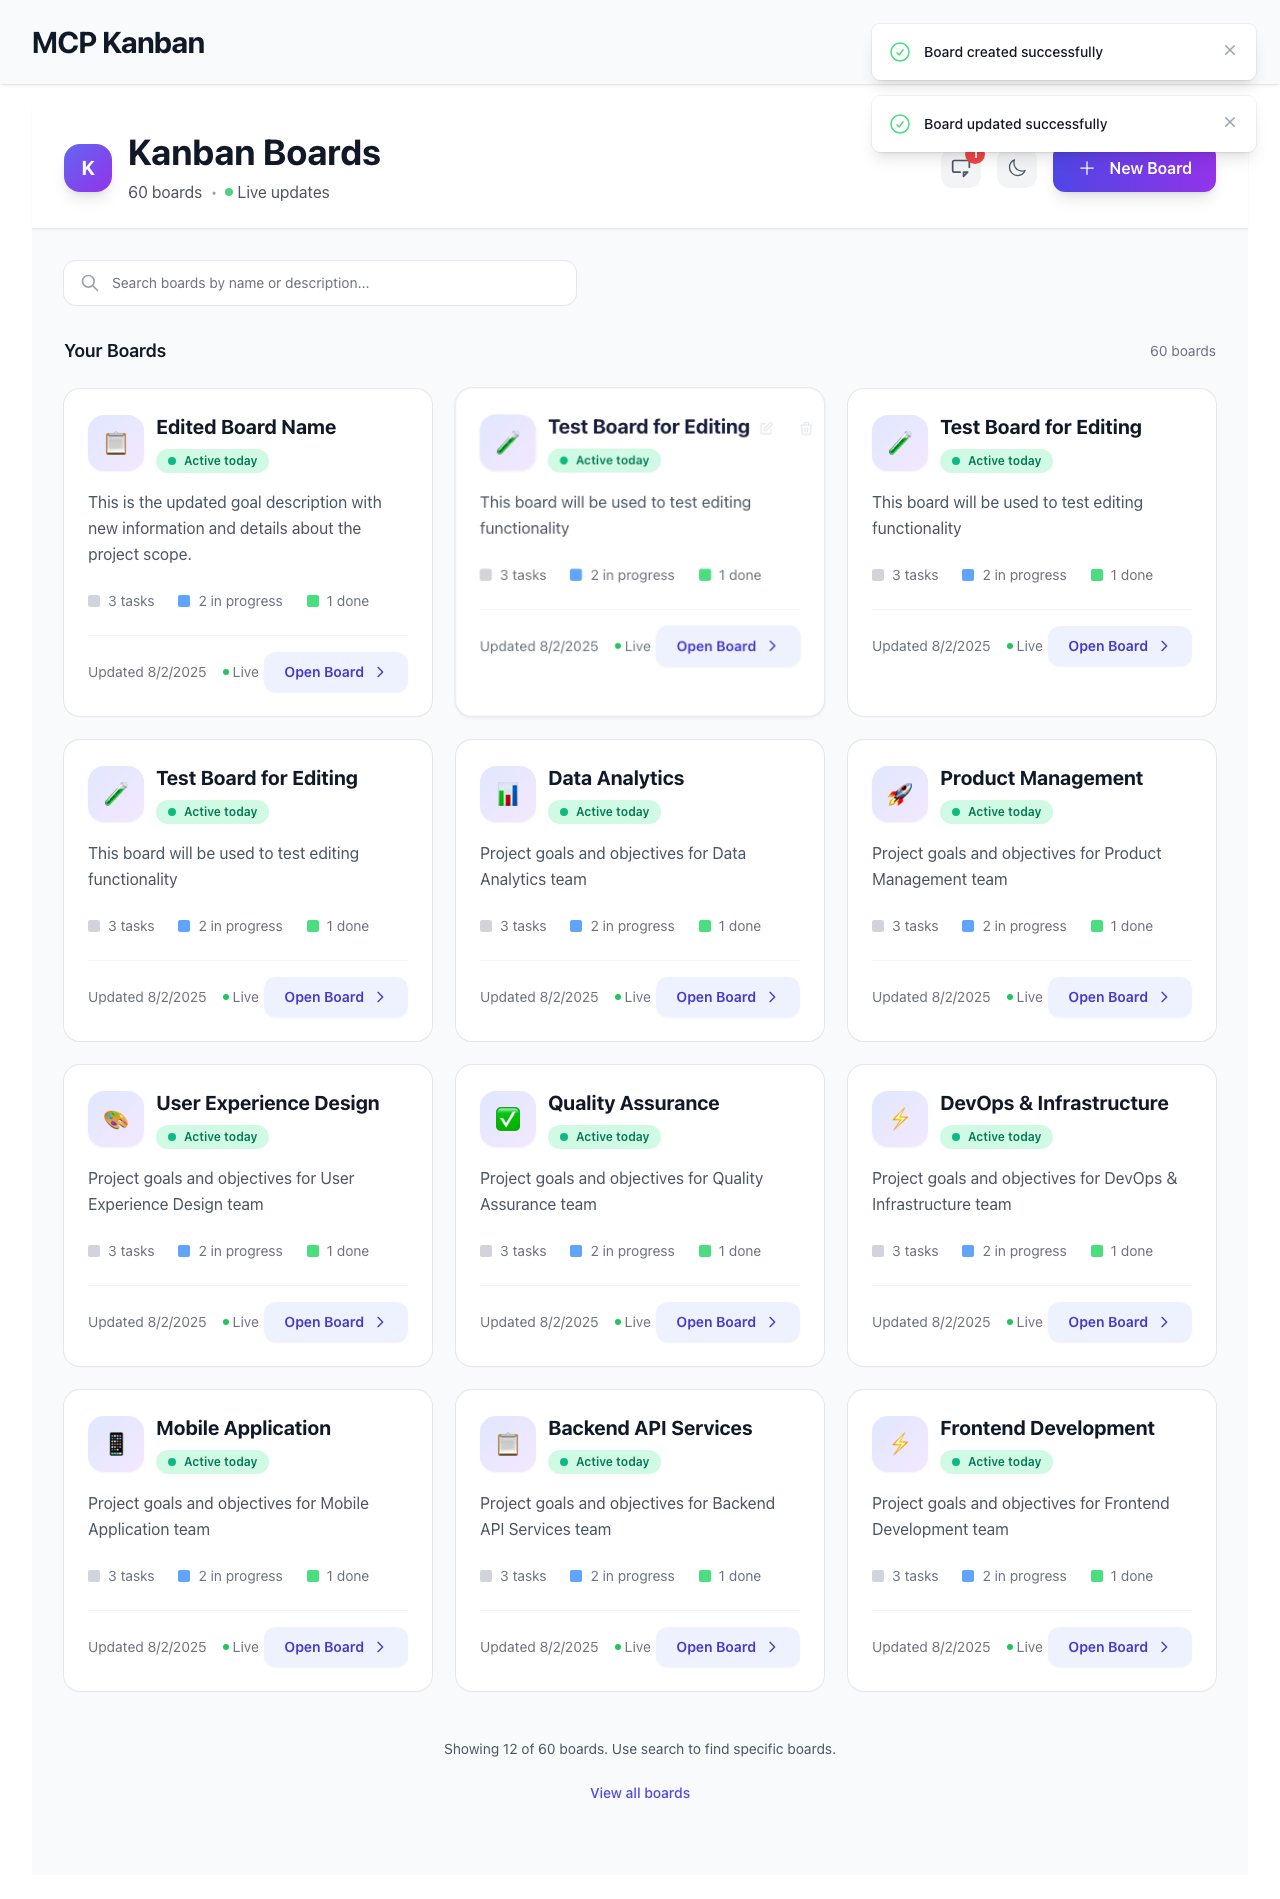 MCP Kanban
Board created successfully
Board updated successfully
K
Kanban Boards
60 boards • Live updates
New Board
Search boards by name or description...
Your Boards
60 boards
Edited Board Name
Active today
This is the updated goal description with
new information and details about the
project scope.
3 tasks 2 in progress 1 done
Updated 8/2/2025 Live Open Board
Test Board for Editing
Active today
This board will be used to test editing
functionality
3 tasks 2 in progress 1 done
Updated 8/2/2025 Live Open Board
Test Board for Editing
Active today
This board will be used to test editing
functionality
3 tasks 2 in progress 1 done
Updated 8/2/2025 Live Open Board
Test Board for Editing
Active today
This board will be used to test editing
functionality
3 tasks 2 in progress 1 done
Updated 8/2/2025 Live Open Board
Data Analytics
Active today
Project goals and objectives for Data
Analytics team
3 tasks 2 in progress 1 done
Updated 8/2/2025 Live Open Board
Product Management
Active today
Project goals and objectives for Product
Management team
3 tasks 2 in progress 1 done
Updated 8/2/2025 Live Open Board
User Experience Design
Active today
Project goals and objectives for User
Experience Design team
3 tasks 2 in progress 1 done
Updated 8/2/2025 Live Open Board
Quality Assurance
Active today
Project goals and objectives for Quality
Assurance team
3 tasks 2 in progress 1 done
Updated 8/2/2025 Live Open Board
DevOps & Infrastructure
Active today
Project goals and objectives for DevOps &
Infrastructure team
3 tasks 2 in progress 1 done
Updated 8/2/2025 Live Open Board
Mobile Application
Active today
Project goals and objectives for Mobile
Application team
3 tasks 2 in progress 1 done
Updated 8/2/2025 Live Open Board
Backend API Services
Active today
Project goals and objectives for Backend
API Services team
3 tasks 2 in progress 1 done
Updated 8/2/2025 Live Open Board
Frontend Development
Active today
Project goals and objectives for Frontend
Development team
3 tasks 2 in progress 1 done
Updated 8/2/2025 Live Open Board
Showing 12 of 60 boards. Use search to find specific boards.
View all boards